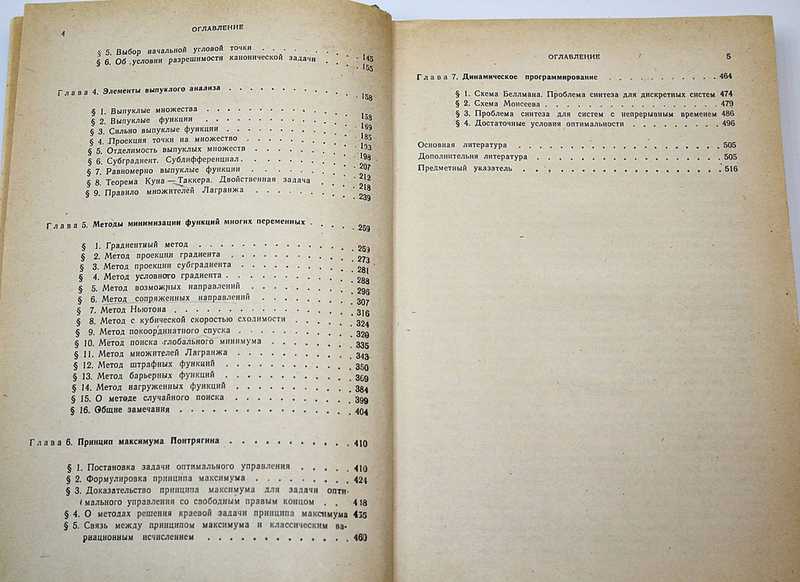 4 ОГЛАВЛЕНИЕ
§ 5. Выбор начальной угловой точки . . . . . . . . 145
§ 6. Об условии разрешимости канонической задачи . . . . 155
Глава 4. Элементы выпуклого анализа . . . . . . . . . . 158
§ 1. Выпуклые множества . . . . . . . . . . . . 158
§ 2. Выпуклые функции . . . . . . . . . . . . 169
§ 3. Сильно выпуклые функции . . . . . . . . . . 185
§ 4. Проекция точки на множество . . . . . . . . . 193
§ 5. Отделимость выпуклых множеств . . . . . . . . 198
§ 6. Субградиент. Субдифференциал . . . . . . . . . 207
§ 7. Равномерно выпуклые функции . . . . . . . . . 212
§ 8. Теорема Куна — Таккера. Двойственная задача . . . . 218
§ 9. Правило множителей Лагранжа . . . . . . . . . 239
Глава 5. Методы минимизации функций многих переменных . . . . . 259
§ 1. Градиентный метод . . . . . . . . . . . . 259
§ 2. Метод проекции градиента . . . . . . . . . . 273
§ 3. Метод проекции субградиента . . . . . . . . . 281
§ 4. Метод условного градиента . . . . . . . . . . 288
§ 5. Метод возможных направлений . . . . . . . . . 296
§ 6. Метод сопряженных направлений . . . . . . . . 307
§ 7. Метод Ньютона . . . . . . . . . . . . . 316
§ 8. Метод с кубической скоростью сходимости . . . . . . 324
§ 9. Метод покоординатного спуска . . . . . . . . . 329
§ 10. Метод поиска глобального минимума . . . . . . . 335
§ 11. Метод множителей Лагранжа . . . . . . . . . 343
§ 12. Метод штрафных функций . . . . . . . . . . 350
§ 13. Метод барьерных функций . . . . . . . . . . 369
§ 14. Метод нагруженных функций . . . . . . . . . 384
§ 15. О методе случайного поиска . . . . . . . . . 399
§ 16. Общие замечания . . . . . . . . . . . . . 404
Глава 6. Принцип максимума Понтрягина . . . . . . . . . . 410
§ 1. Постановка задачи оптимального управления . . . . . 410
§ 2. Формулировка принципа максимума . . . . . . . . 424
§ 3. Доказательство принципа максимума для задачи опти-
мального управления со свободным правым концом . .
§ 4. О методах решения краевой задачи принципа максимума
§ 5. Связь между принципом максимума и классическим ва-
риационным исчислением . . . . . . . . . . . . 460
ОГЛАВЛЕНИЕ 5
Глава 7. Динамическое программирование . . . . . . . . . . 464
§ 1. Схема Беллмана. Проблема синтеза для дискретных систем 474
§ 2. Схема Моисеева . . . . . . . . . . . . . 479
§ 3. Проблема синтеза для систем с непрерывным временем 486
§ 4. Достаточные условия оптимальности . . . . . . . . 496
Основная литература . . . . . . . . . . . . . . . 505
Дополнительня литература . . . . . . . . . . . . . 505
Предметный указатель . . . . . . . . . . . . . . . 516